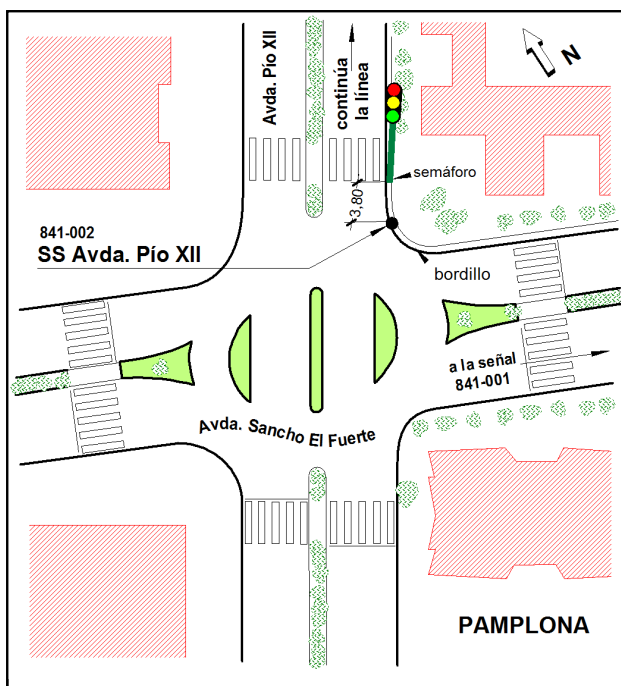 Avda. Pío XII
continúa
la línea
N
semáforo
3,80
841-002
SS Avda. Pío XII
bordillo
a la señal
841-001
Avda. Sancho El Fuerte
PAMPLONA